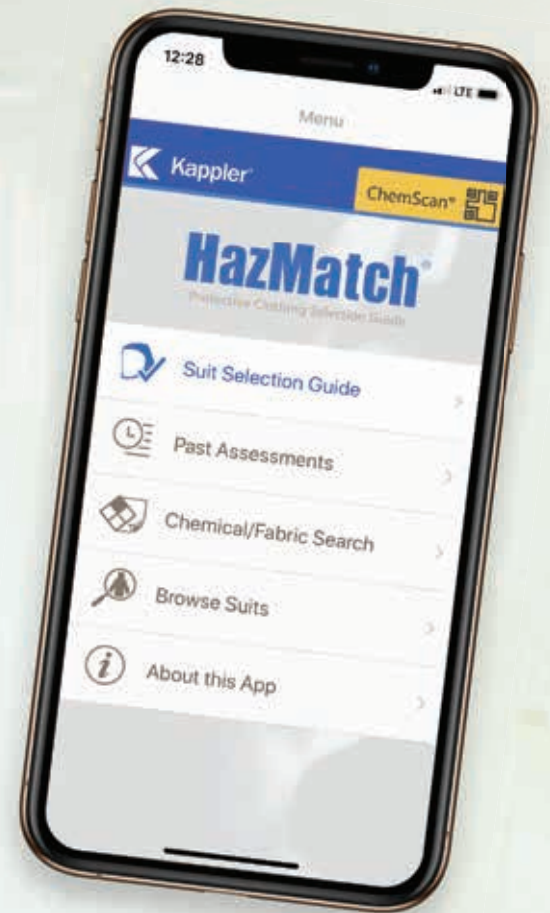 12:28
LTE
Menu
Kappler®
ChemScan®
HazMatch®
Protective Clothing Selection Guide
Suit Selection Guide
Past Assessments
Chemical/Fabric Search
Browse Suits
About this App